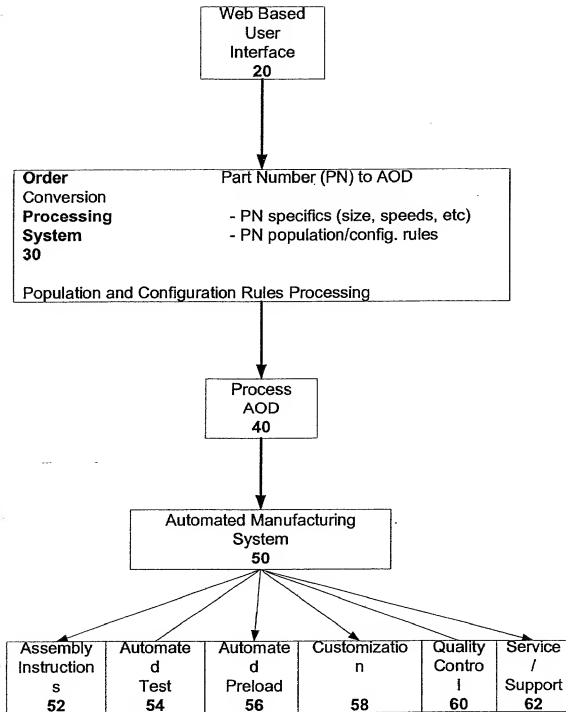 Web Based
User
Interface
20
Order Part Number (PN) to AOD
Conversion
Processing - PN specifics (size, speeds, etc)
System - PN population/config. rules
30
Population and Configuration Rules Processing
Process
AOD
40
Automated Manufacturing
System
50
Assembly
Instruction
s
52
Automate
d
Test
54
Automate
d
Preload
56
Customizatio
n
58
Quality
Contro
l
60
Service
/
Support
62